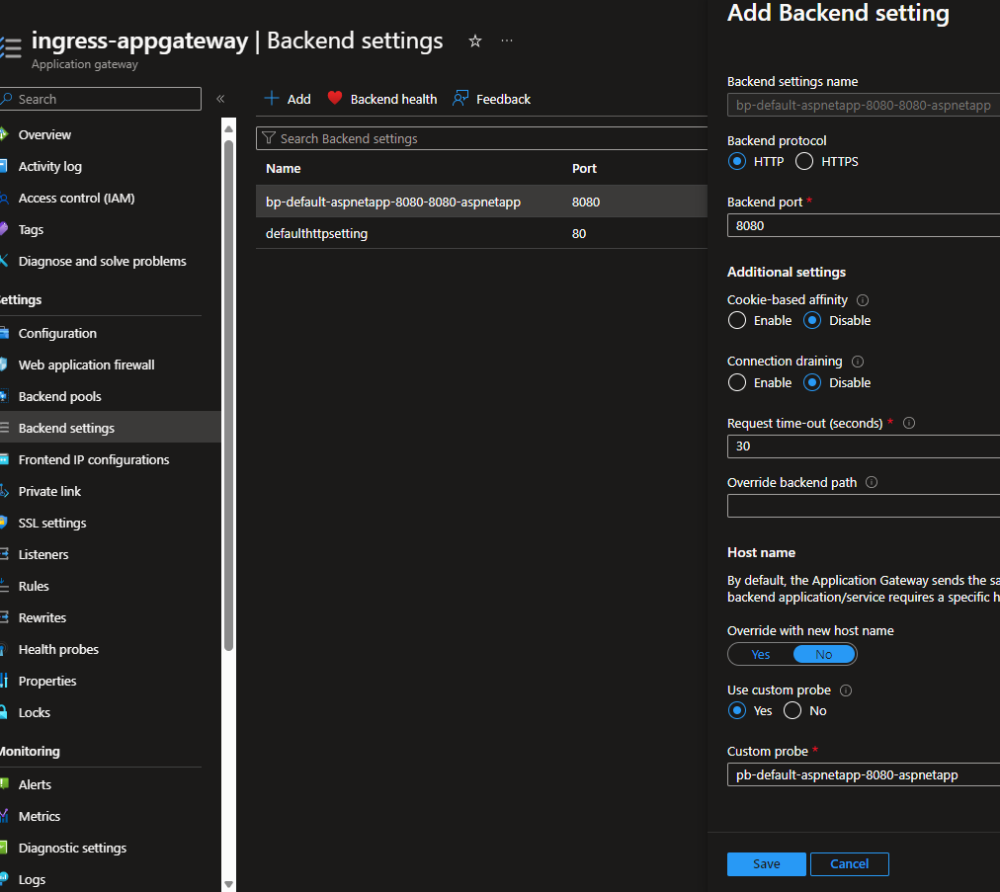 ingress-appgateway | Backend settings
Application gateway
Search
Overview
Activity log
Access control (IAM)
Tags
Diagnose and solve problems
ettings
Configuration
Web application firewall
Backend pools
Backend settings
Frontend IP configurations
Private link
SSL settings
Listeners
Rules
Rewrites
Health probes
Properties
Locks
Monitoring
Alerts
Metrics
Diagnostic settings
Logs
Add Backend health Feedback
Search Backend settings
Name Port
bp-default-aspnetapp-8080-8080-aspnetapp 8080
defaulthttpsetting 80
Add Backend setting
Backend settings name
bp-default-aspnetapp-8080-8080-aspnetapp
Backend protocol
HTTP HTTPS
Backend port *
8080
Additional settings
Cookie-based affinity
Enable Disable
Connection draining
Enable Disable
Request time-out (seconds) *
30
Override backend path
Host name
By default, the Application Gateway sends the sa
backend application/service requires a specific h
Override with new host name
Yes No
Use custom probe
Yes No
Custom probe *
pb-default-aspnetapp-8080-aspnetapp
Save Cancel